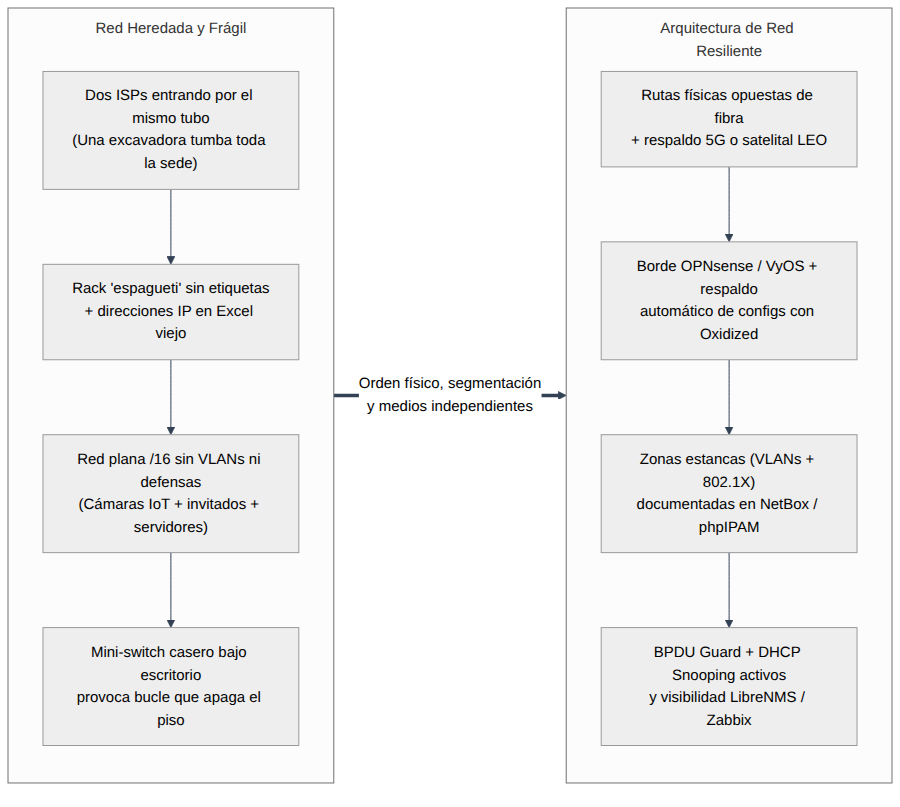 Red Heredada y Frágil
Dos ISPs entrando por el
mismo tubo
(Una excavadora tumba toda
la sede)
Rack 'espagueti' sin etiquetas
+ direcciones IP en Excel
viejo
Red plana /16 sin VLANs ni
defensas
(Cámaras IoT + invitados +
servidores)
Mini-switch casero bajo
escritorio
provoca bucle que apaga el
piso
Orden físico, segmentación
y medios independientes
Arquitectura de Red
Resiliente
Rutas físicas opuestas de
fibra
+ respaldo 5G o satelital LEO
Borde OPNsense / VyOS +
respaldo
automático de configs con
Oxidized
Zonas estancas (VLANs +
802.1X)
documentadas en NetBox /
phpIPAM
BPDU Guard + DHCP
Snooping activos
y visibilidad LibreNMS /
Zabbix